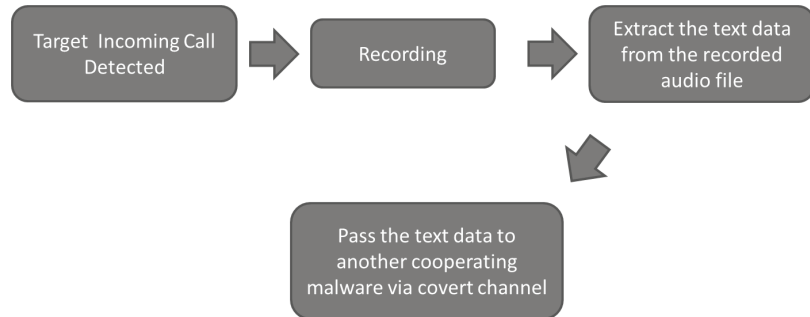 Target Incoming Call
Detected
Recording
Extract the text data
from the recorded
audio file
Pass the text data to
another cooperating
malware via covert channel